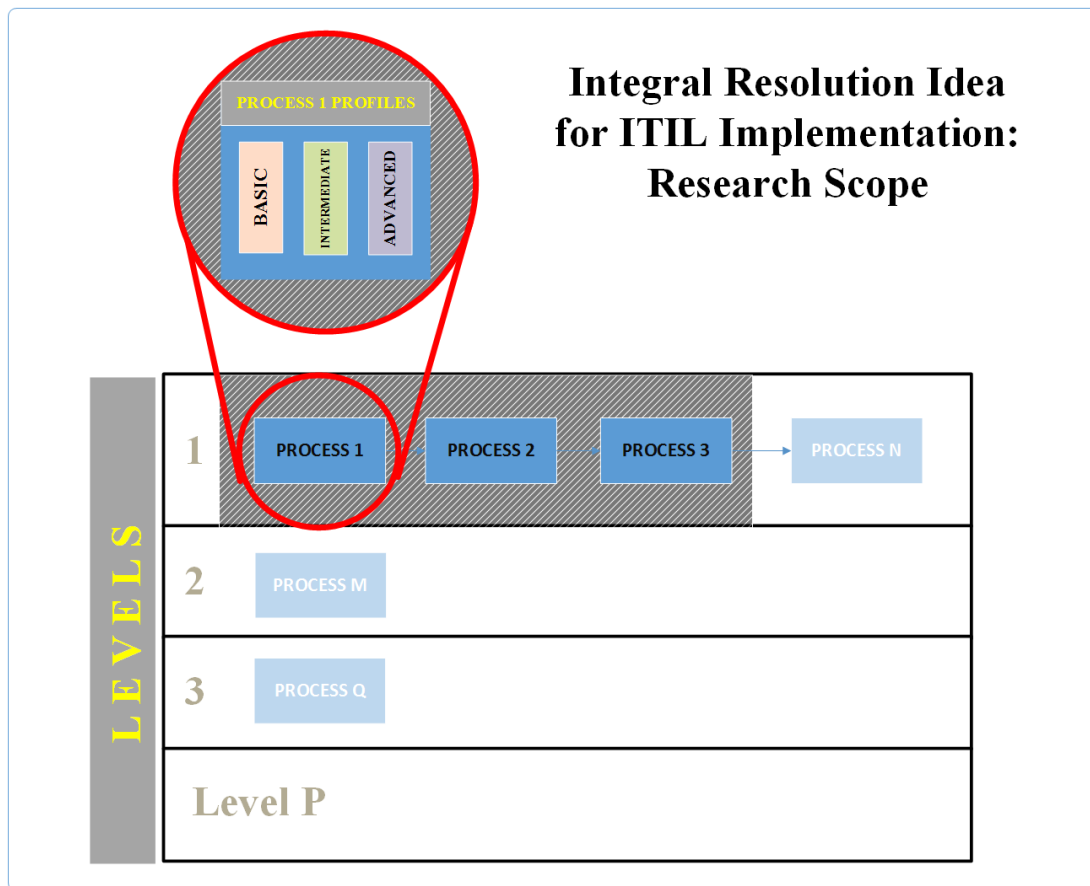 Integral Resolution Idea
for ITIL Implementation:
Research Scope
PROCESS 1 PROFILES
BASIC
INTERMEDIATE
ADVANCED
LEVELS
1
PROCESS 1
PROCESS 2
PROCESS 3
PROCESS N
2
PROCESS M
3
PROCESS Q
Level P